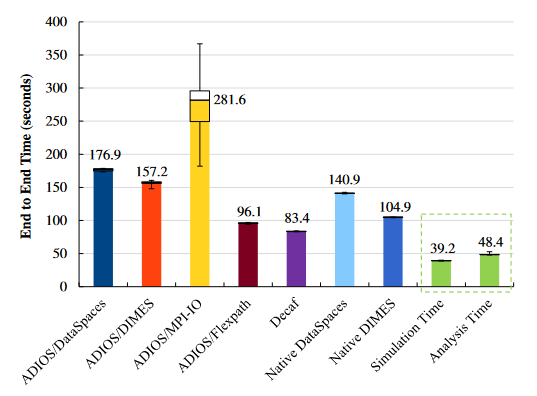 End to End Time (seconds)
400
350
300
250
200
150
100
50
0
176.9
157.2
281.6
96.1
83.4
140.9
104.9
39.2
48.4
ADIOS/DataSpaces
ADIOS/DIMES
ADIOS/MPI-IO
ADIOS/Flexpath
Decaf
Native DataSpaces
Native DIMES
Simulation Time
Analysis Time